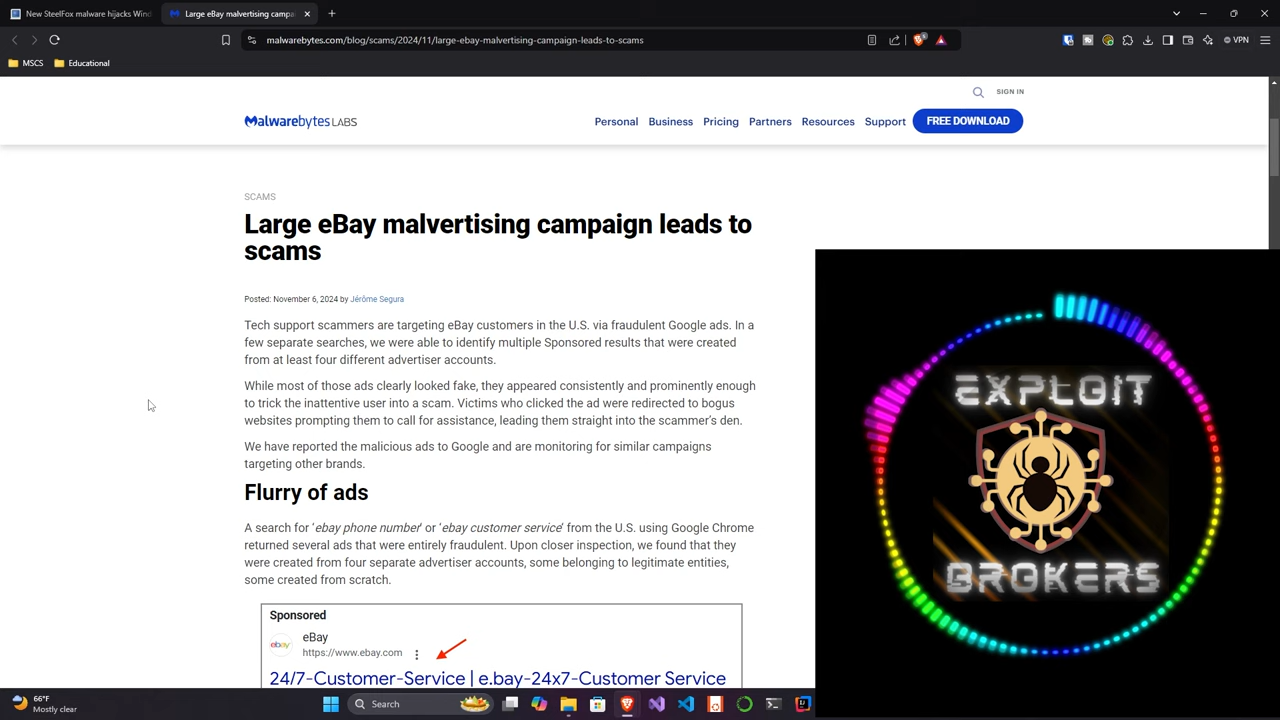 New SteelFox malware hijacks Wind
Large eBay malvertising campai
malwarebytes.com/blog/scams/2024/11/large-ebay-malvertising-campaign-leads-to-scams
VPN
MSCS
Educational
SIGN IN
Malwarebytes LABS
Personal
Business
Pricing
Partners
Resources
Support
FREE DOWNLOAD
SCAMS
Large eBay malvertising campaign leads to
scams
Posted: November 6, 2024 by Jérôme Segura
Tech support scammers are targeting eBay customers in the U.S. via fraudulent Google ads. In a
few separate searches, we were able to identify multiple Sponsored results that were created
from at least four different advertiser accounts.
While most of those ads clearly looked fake, they appeared consistently and prominently enough
to trick the inattentive user into a scam. Victims who clicked the ad were redirected to bogus
websites prompting them to call for assistance, leading them straight into the scammer's den.
We have reported the malicious ads to Google and are monitoring for similar campaigns
targeting other brands.
Flurry of ads
A search for 'ebay phone number' or 'ebay customer service' from the U.S. using Google Chrome
returned several ads that were entirely fraudulent. Upon closer inspection, we found that they
were created from four separate advertiser accounts, some belonging to legitimate entities,
some created from scratch.
Sponsored
ebay
eBay
https://www.ebay.com
24/7-Customer-Service | e.bay-24x7-Customer Service
EXPLOIT
BROKERS
66°F
Mostly clear
Search